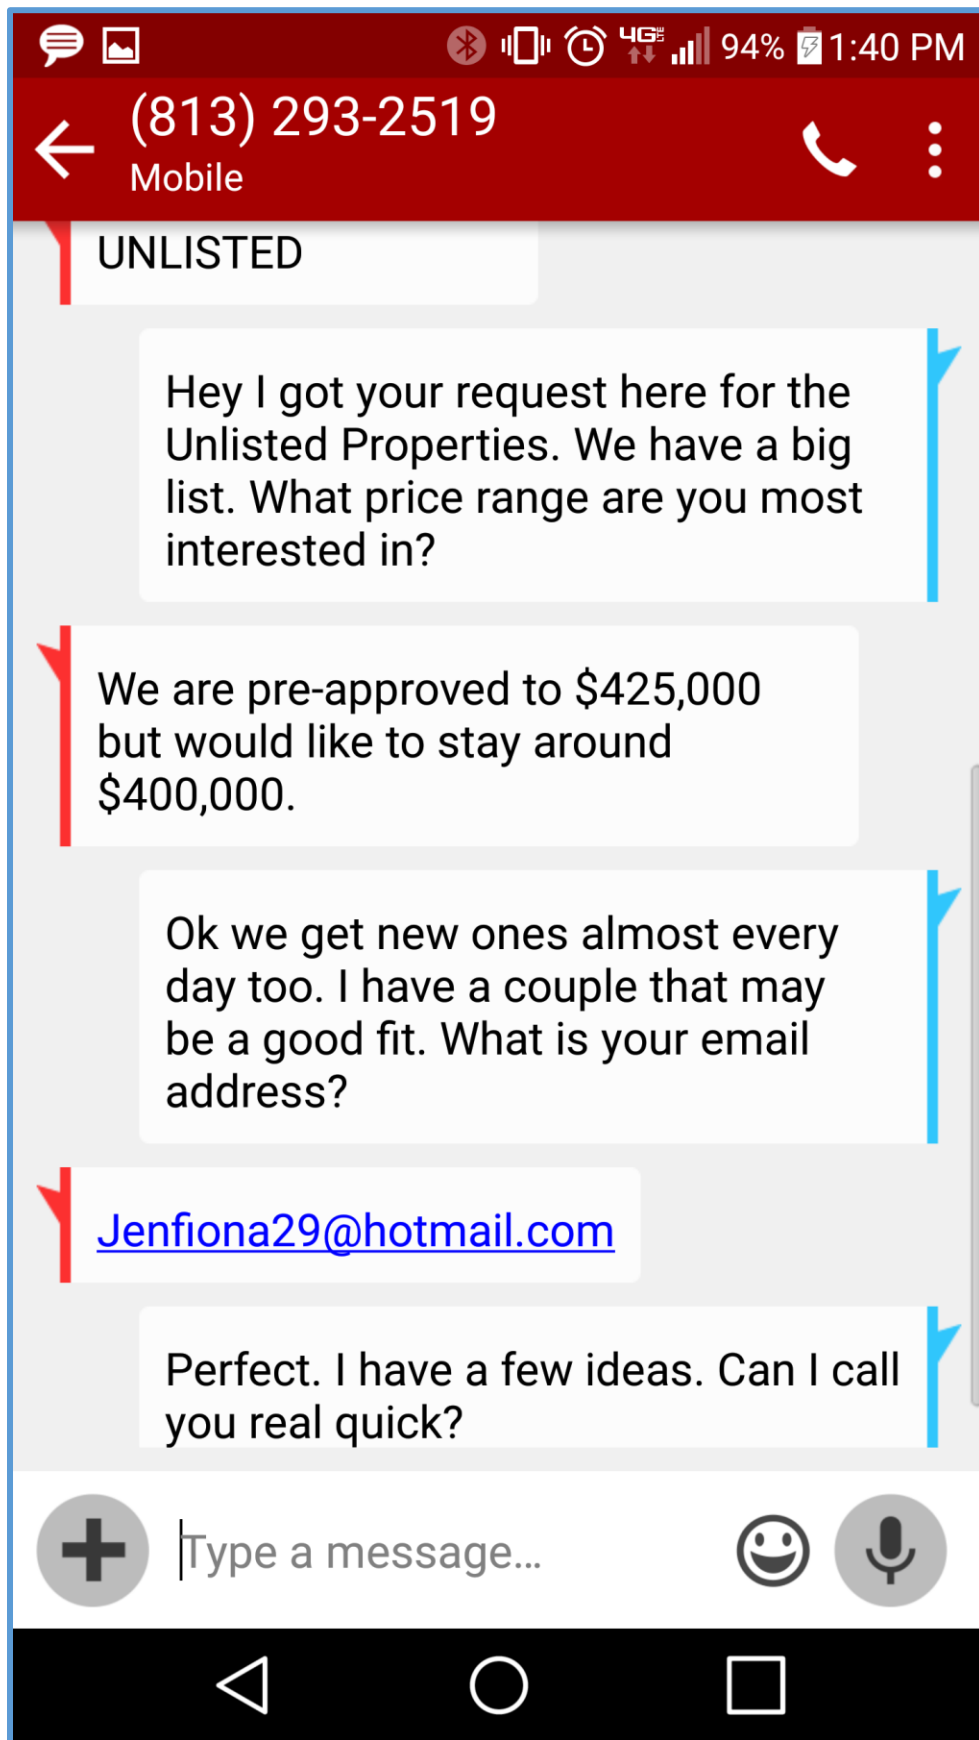 4G LTE 94% 1:40 PM
(813) 293-2519
Mobile
UNLISTED
Hey I got your request here for the
Unlisted Properties. We have a big
list. What price range are you most
interested in?
We are pre-approved to $425,000
but would like to stay around
$400,000.
Ok we get new ones almost every
day too. I have a couple that may
be a good fit. What is your email
address?
Jenfiona29@hotmail.com
Perfect. I have a few ideas. Can I call
you real quick?
Type a message...